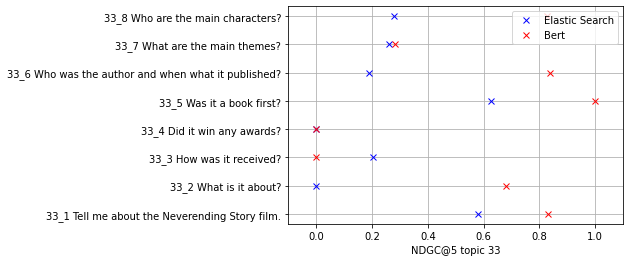 33_8 Who are the main characters?
33_7 What are the main themes?
33_6 Who was the author and when what it published?
33_5 Was it a book first?
33_4 Did it win any awards?
33_3 How was it received?
33_2 What is it about?
33_1 Tell me about the Neverending Story film.
Elastic Search
Bert
0.0 0.2 0.4 0.6 0.8 1.0
NDGC@5 topic 33